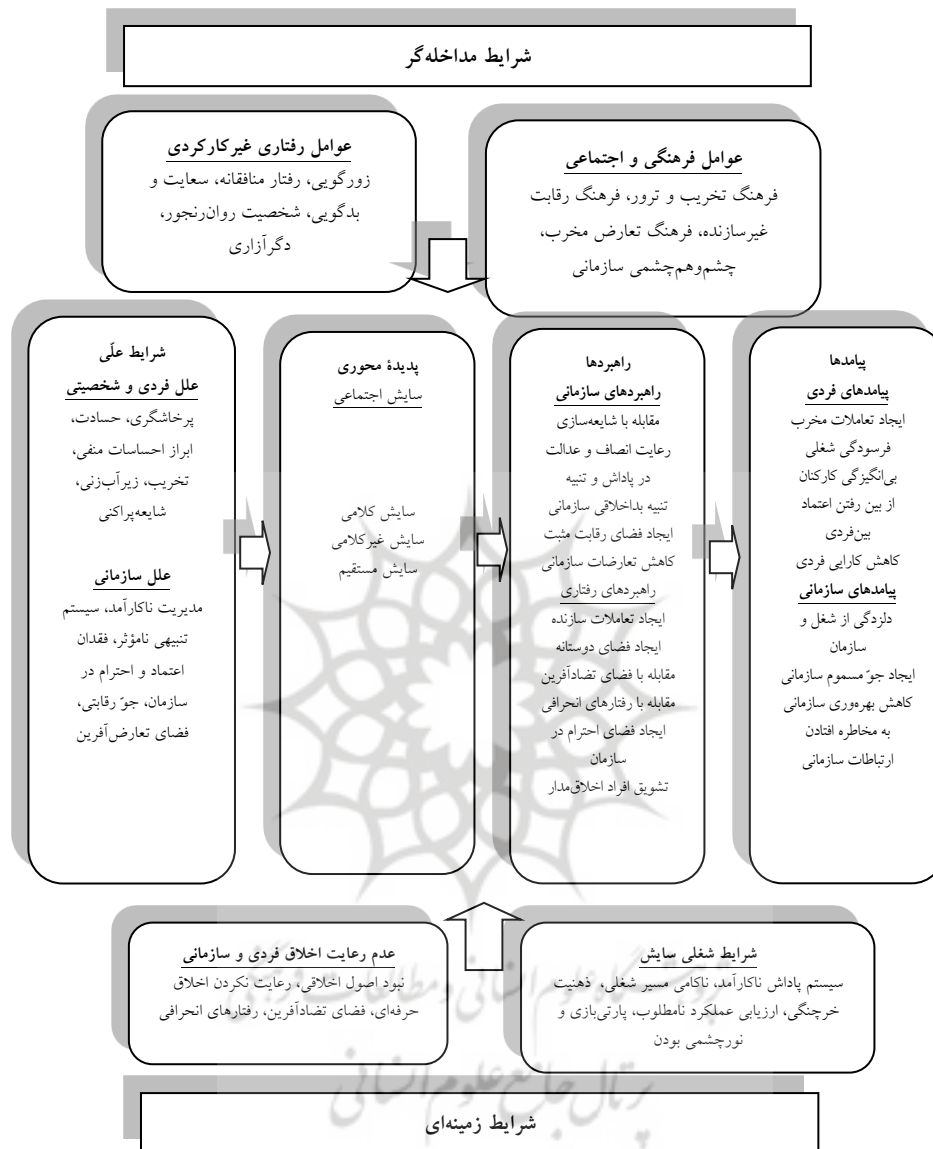 شرایط مداخله‌گر
عوامل فرهنگی و اجتماعی
فرهنگ تخریب و ترور، فرهنگ رقابت
غیرسازنده، فرهنگ تعارض مخرب،
چشم‌وهم‌چشمی سازمانی
عوامل رفتاری غیرکارکردی
زورگویی، رفتار منافقانه، سعایت و
بدگویی، شخصیت روان‌رنجور،
دگرآزاری
شرایط علّی
علل فردی و شخصیتی
پرخاشگری، حسادت،
ابراز احساسات منفی،
تخریب، زیرآب‌زنی،
شایعه‌پراکنی
علل سازمانی
مدیریت ناکارآمد، سیستم
تنبیهی نامؤثر، فقدان
اعتماد و احترام در
سازمان، جوّ رقابتی،
فضای تعارض‌آفرین
پدیدهٔ محوری
سایش اجتماعی
سایش کلامی
سایش غیرکلامی
سایش مستقیم
راهبردها
راهبردهای سازمانی
مقابله با شایعه‌سازی
رعایت انصاف و عدالت
در پاداش و تنبیه
تنبیه بداخلاقی سازمانی
ایجاد فضای رقابت مثبت
کاهش تعارضات سازمانی
راهبردهای رفتاری
ایجاد تعاملات سازنده
ایجاد فضای دوستانه
مقابله با فضای تضادآفرین
مقابله با رفتارهای انحرافی
ایجاد فضای احترام در
سازمان
تشویق افراد اخلاق‌مدار
پیامدها
پیامدهای فردی
ایجاد تعاملات مخرب
فرسودگی شغلی
بی‌انگیزگی کارکنان
از بین رفتن اعتماد
بین‌فردی
کاهش کارایی فردی
پیامدهای سازمانی
دلزدگی از شغل و
سازمان
ایجاد جوّ مسموم سازمانی
کاهش بهره‌وری سازمانی
به مخاطره افتادن
ارتباطات سازمانی
شرایط شغلی سایش
سیستم پاداش ناکارآمد، ناکامی مسیر شغلی، ذهنیت
خرچنگی، ارزیابی عملکرد نامطلوب، پارتی‌بازی و
نورچشمی بودن
عدم رعایت اخلاق فردی و سازمانی
نبود اصول اخلاقی، رعایت نکردن اخلاق
حرفه‌ای، فضای تضادآفرین، رفتارهای انحرافی
پژوهشگاه علوم انسانی و مطالعات فرهنگی
پرتال جامع علوم انسانی
شرایط زمینه‌ای